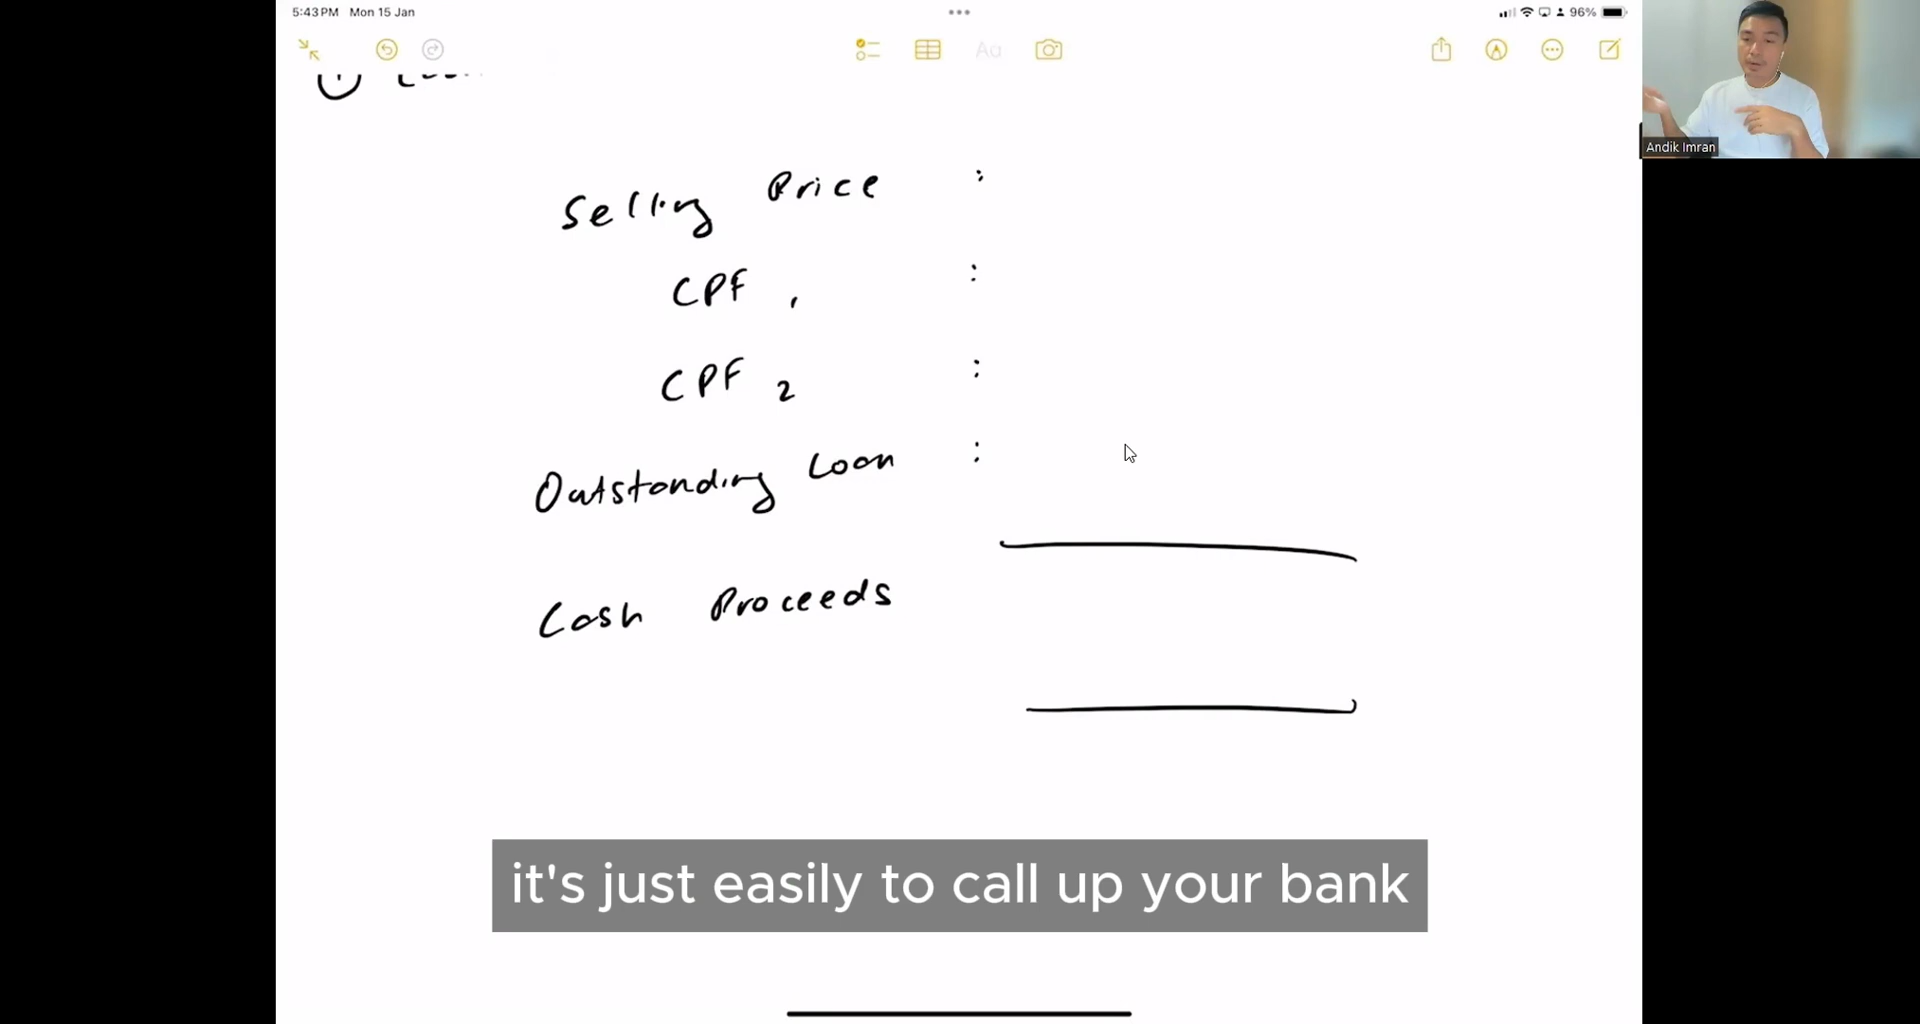 5:43 PM Mon 15 Jan
96%
Aa
Andik Imran
Selling Price :
CPF 1 :
CPF 2 :
Outstanding Loan :
Cash Proceeds
it's just easily to call up your bank